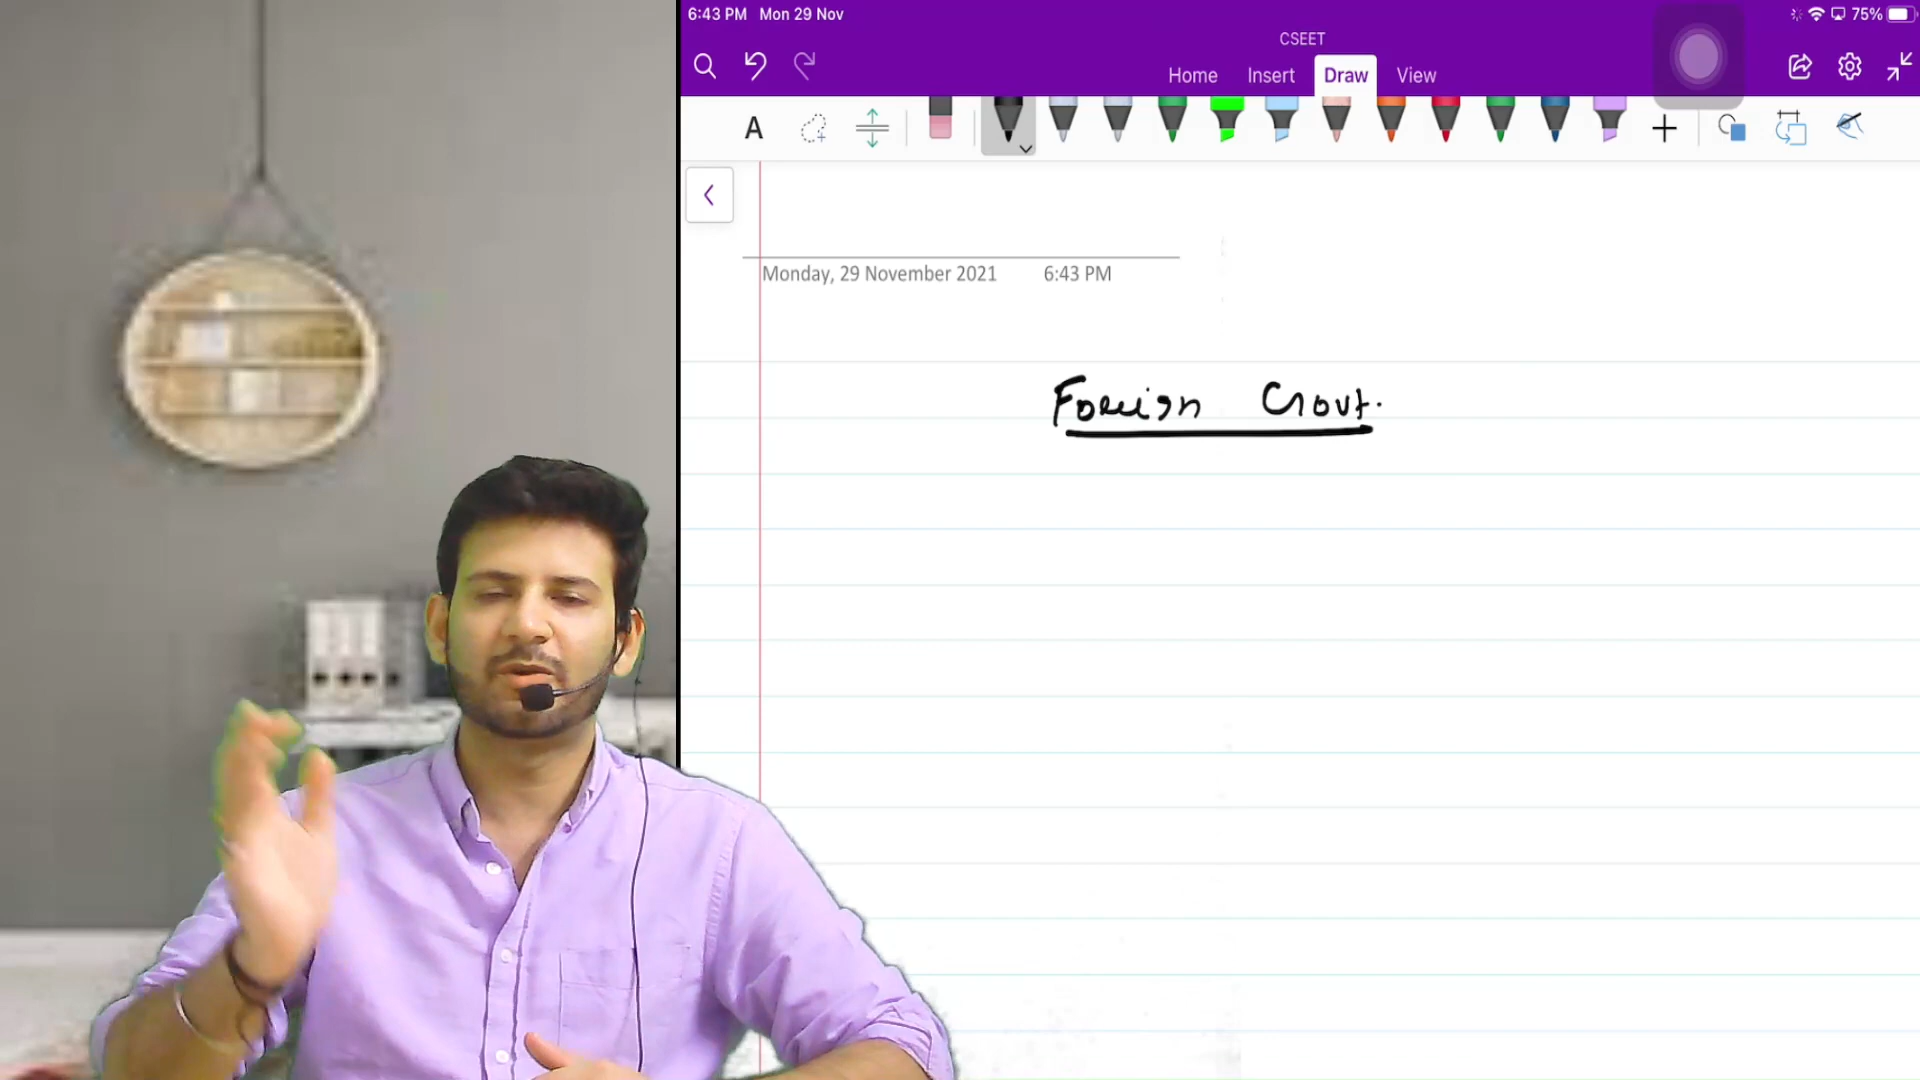 6:43 PM Mon 29 Nov
75%
CSEET
Home Insert Draw View
A
Monday, 29 November 2021 6:43 PM
Foreign Govt.